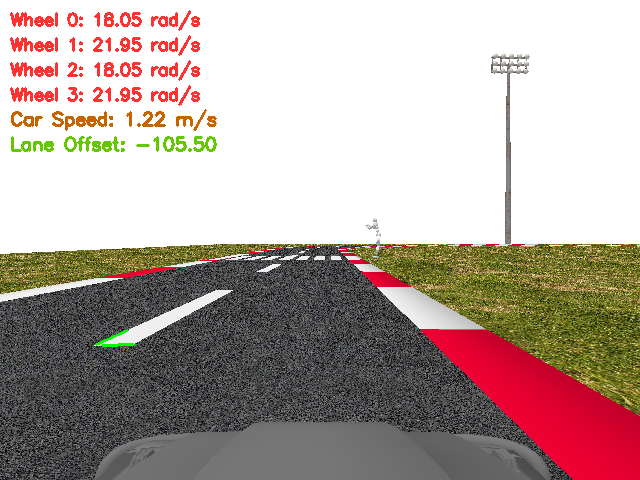 Wheel 0: 18.05 rad/s
Wheel 1: 21.95 rad/s
Wheel 2: 18.05 rad/s
Wheel 3: 21.95 rad/s
Car Speed: 1.22 m/s
Lane Offset: -105.50